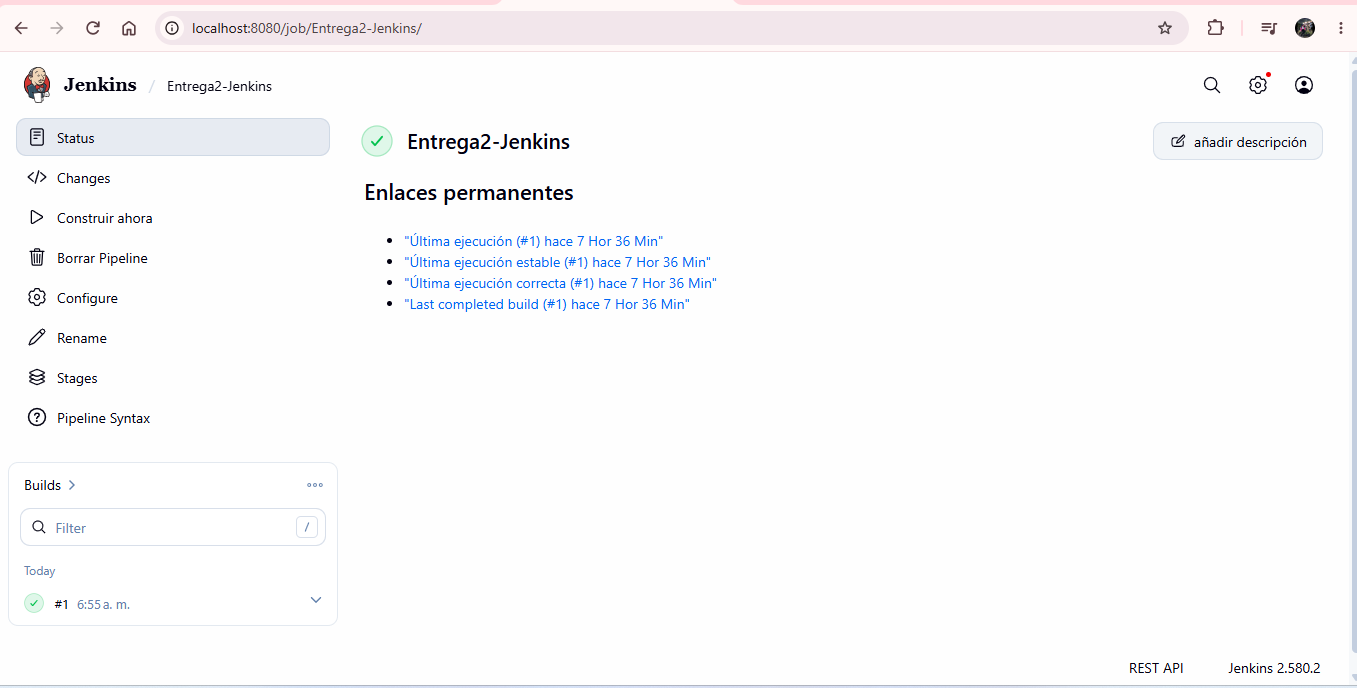 localhost:8080/job/Entrega2-Jenkins/
Jenkins / Entrega2-Jenkins
Status
Changes
Construir ahora
Borrar Pipeline
Configure
Rename
Stages
Pipeline Syntax
Builds
Filter /
Today
#1 6:55 a. m.
Entrega2-Jenkins
añadir descripción
Enlaces permanentes
"Última ejecución (#1) hace 7 Hor 36 Min"
"Última ejecución estable (#1) hace 7 Hor 36 Min"
"Última ejecución correcta (#1) hace 7 Hor 36 Min"
"Last completed build (#1) hace 7 Hor 36 Min"
REST API Jenkins 2.580.2